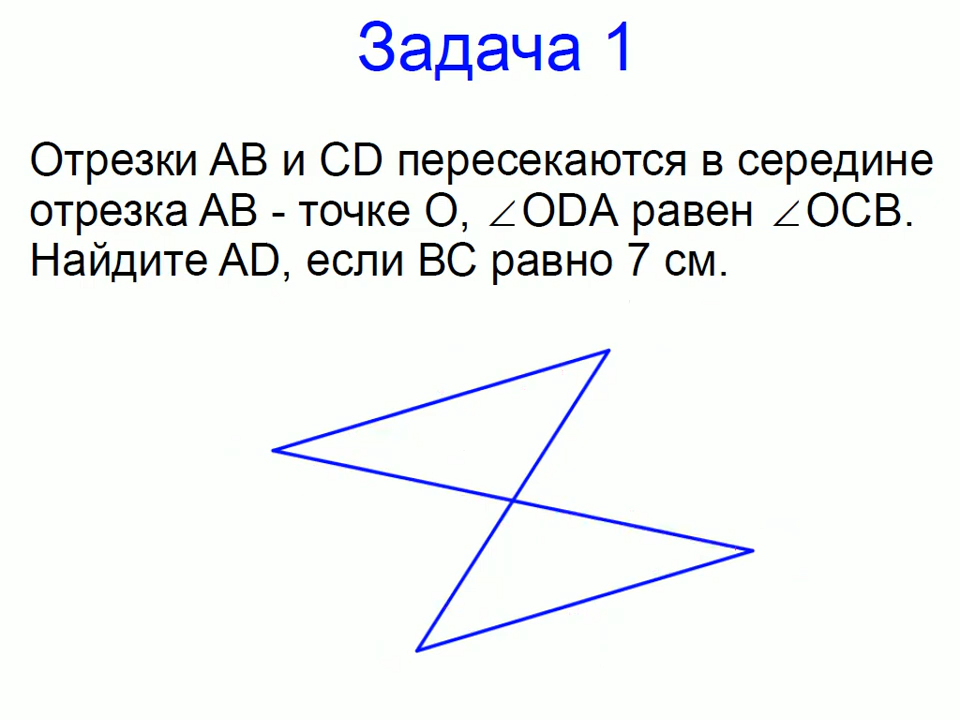 Задача 1
Отрезки AB и CD пересекаются в середине
отрезка AB - точке O, ∠ODA равен ∠OCB.
Найдите AD, если BC равно 7 см.